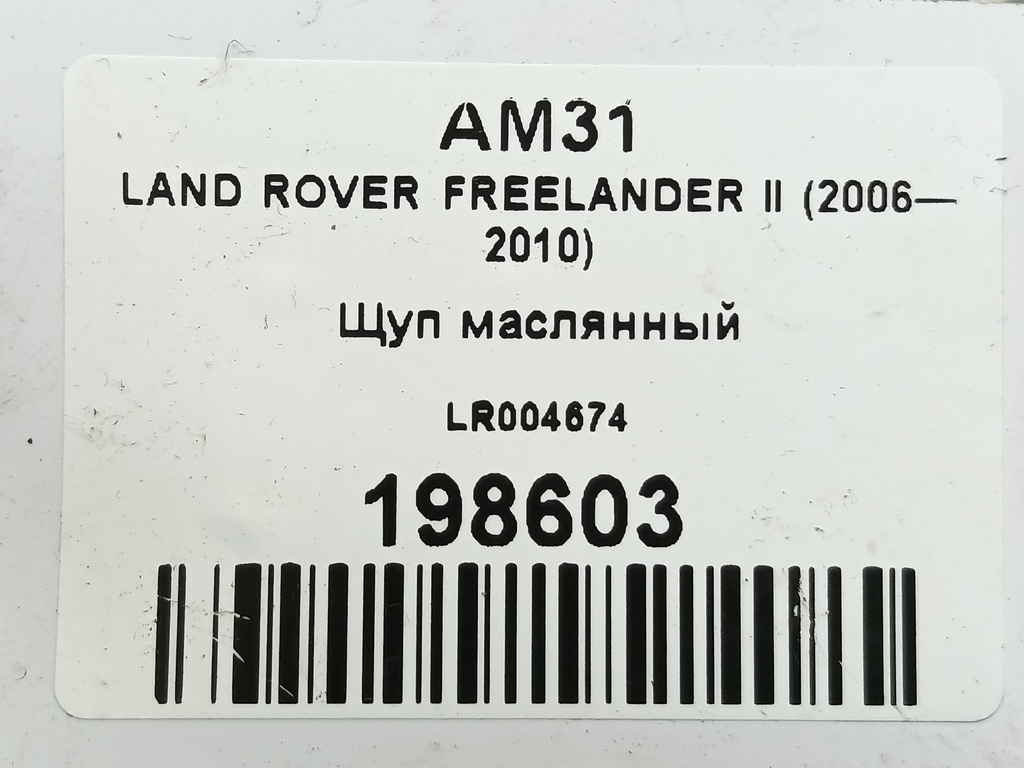 AM31
LAND ROVER FREELANDER II (2006—
2010)
Щуп маслянный
LR004674
198603